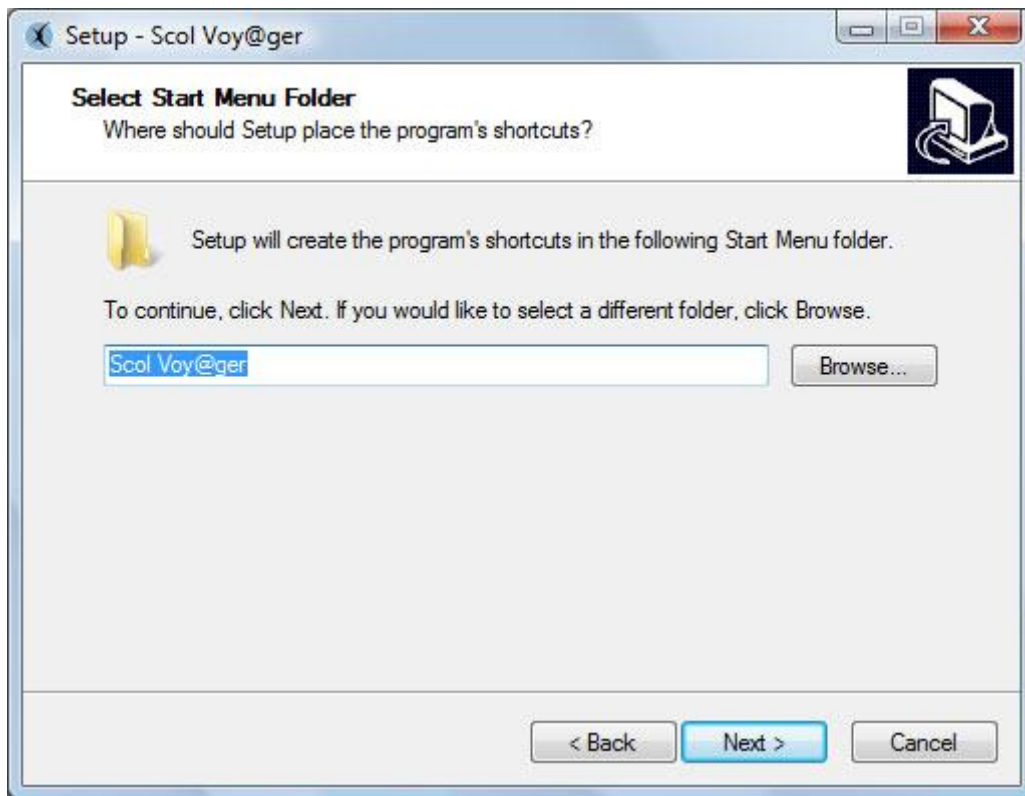 Setup - Scol Voy@ger
Select Start Menu Folder
Where should Setup place the program's shortcuts?
Setup will create the program's shortcuts in the following Start Menu folder.
To continue, click Next. If you would like to select a different folder, click Browse.
Scol Voy@ger
Browse...
< Back
Next >
Cancel